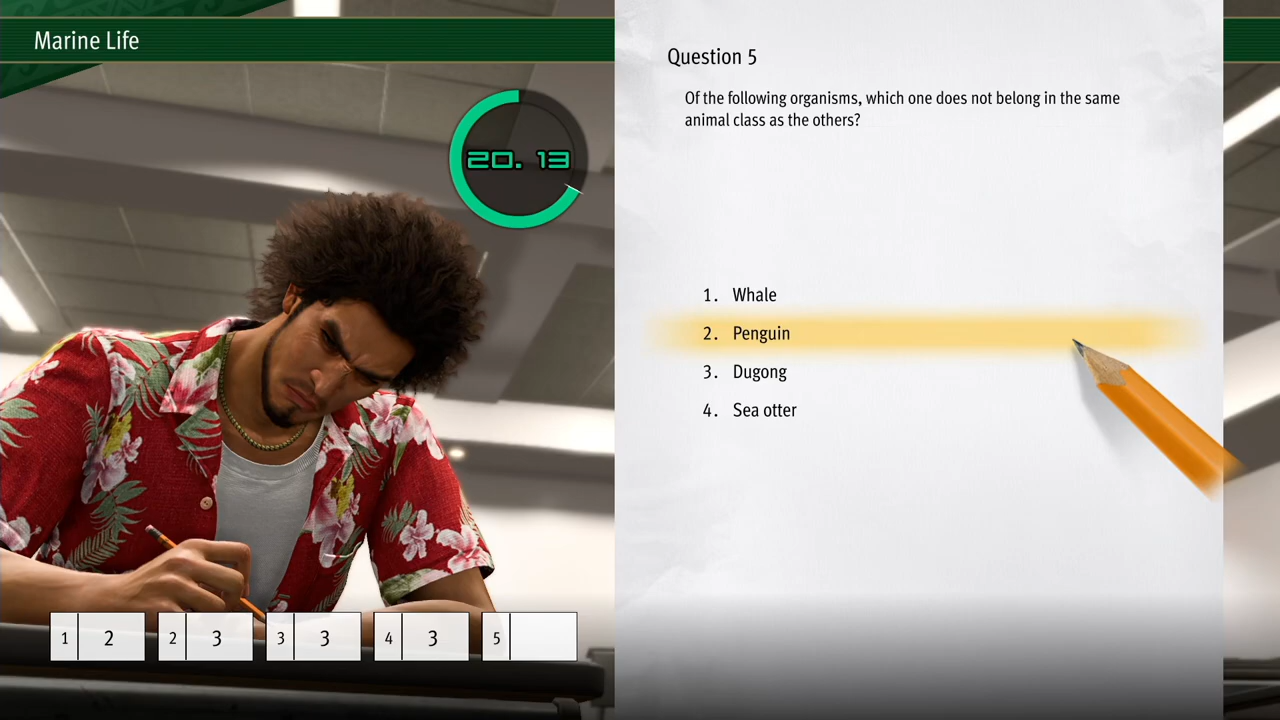 Marine Life
20. 13
Question 5
Of the following organisms, which one does not belong in the same
animal class as the others?
1. Whale
2. Penguin
3. Dugong
4. Sea otter
1 2 2 3 3 3 4 3 5